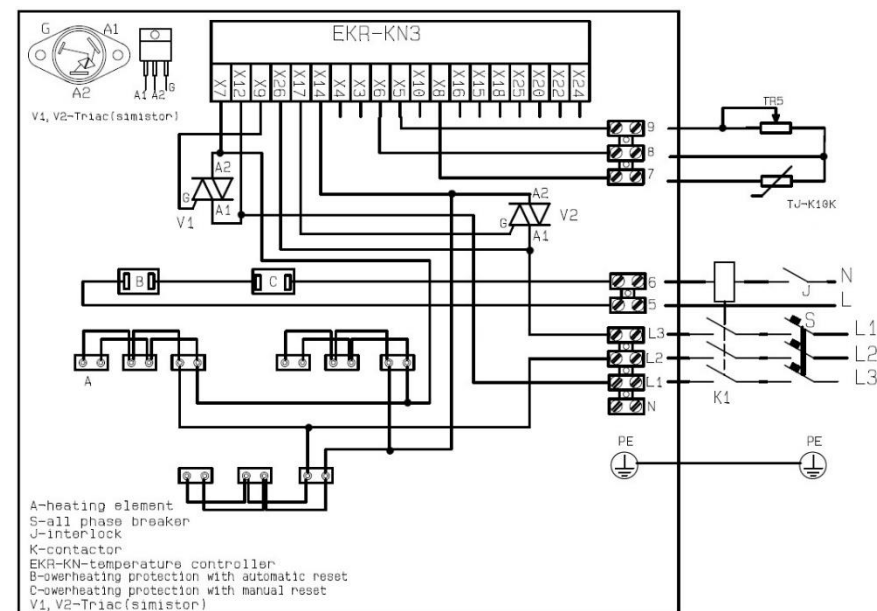 EKR-KN3
G A1
A2
A1 A2 G
V1, V2-Triac(simistor)
X7 X12 X9 X26 X17 X14 X4 X3 X6 X5 X10 X8 X16 X15 X18 X25 X20 X22 X24
TR5
9
8
7
TJ-K10K
A2
G
A1
V1
A2
G
A1
V2
B
C
6
5
J
N
L
L3
L2
L1
N
S
L1
L2
L3
K1
A
PE
PE
A-heating element
S-all phase breaker
J-interlock
K-contactor
EKR-KN-temperature controller
B-owerheating protection with automatic reset
C-owerheating protection with manual reset
V1, V2-Triac(simistor)